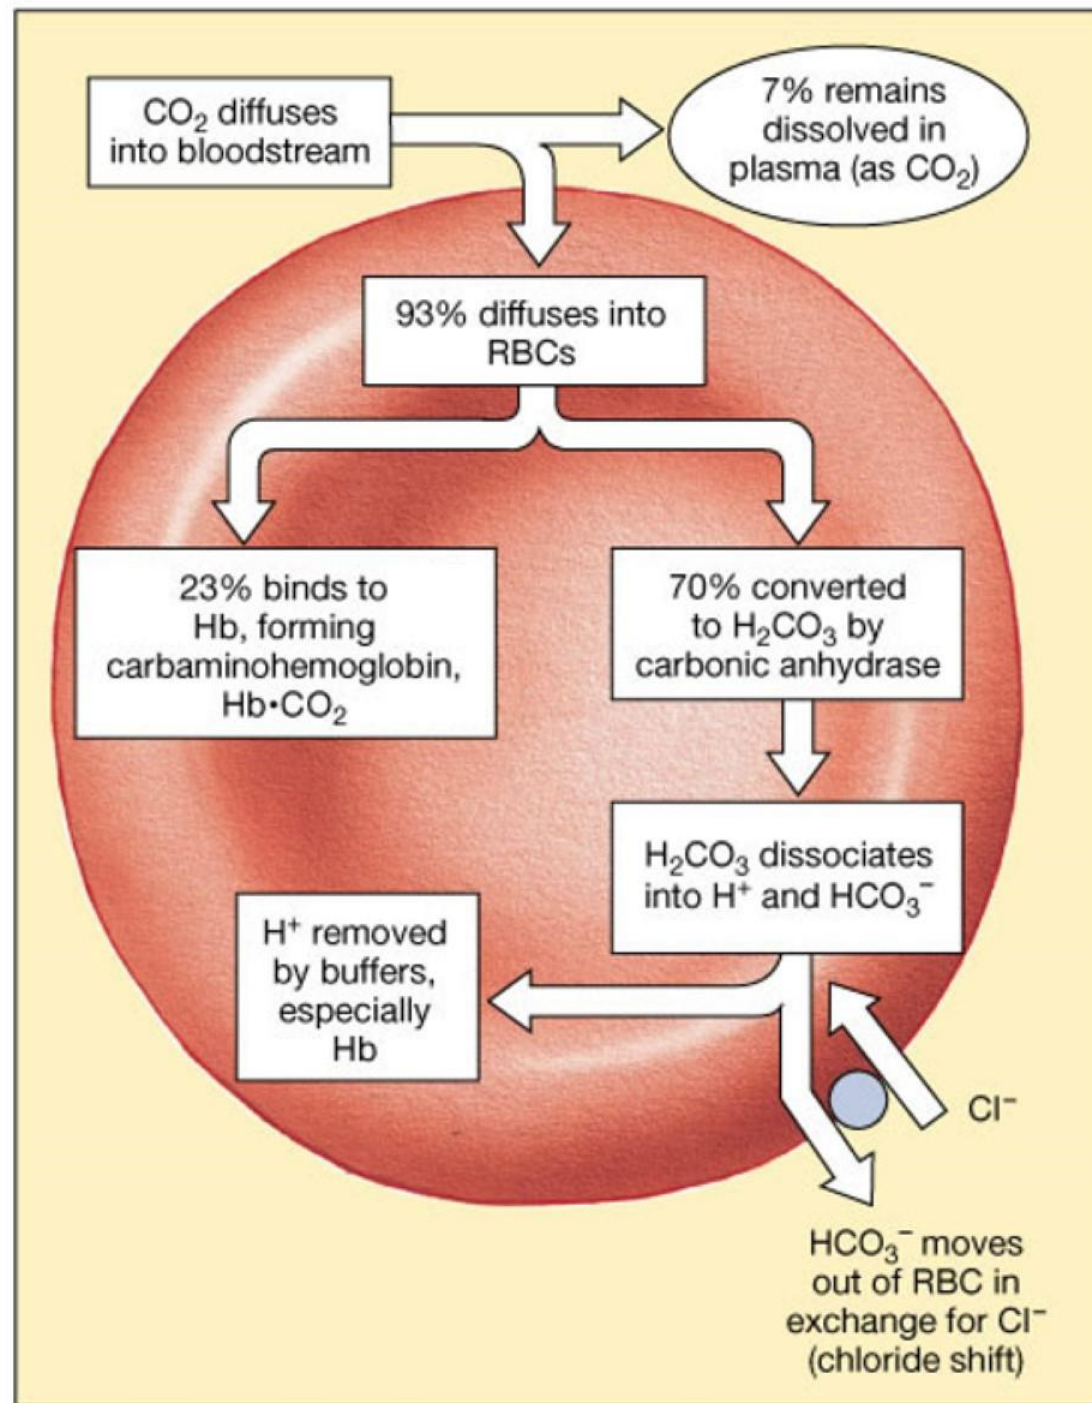 CO₂ diffuses
into bloodstream
7% remains
dissolved in
plasma (as CO₂)
93% diffuses into
RBCs
23% binds to
Hb, forming
carbaminohemoglobin,
Hb•CO₂
70% converted
to H₂CO₃ by
carbonic anhydrase
H₂CO₃ dissociates
into H⁺ and HCO₃⁻
H⁺ removed
by buffers,
especially
Hb
Cl⁻
HCO₃⁻ moves
out of RBC in
exchange for Cl⁻
(chloride shift)